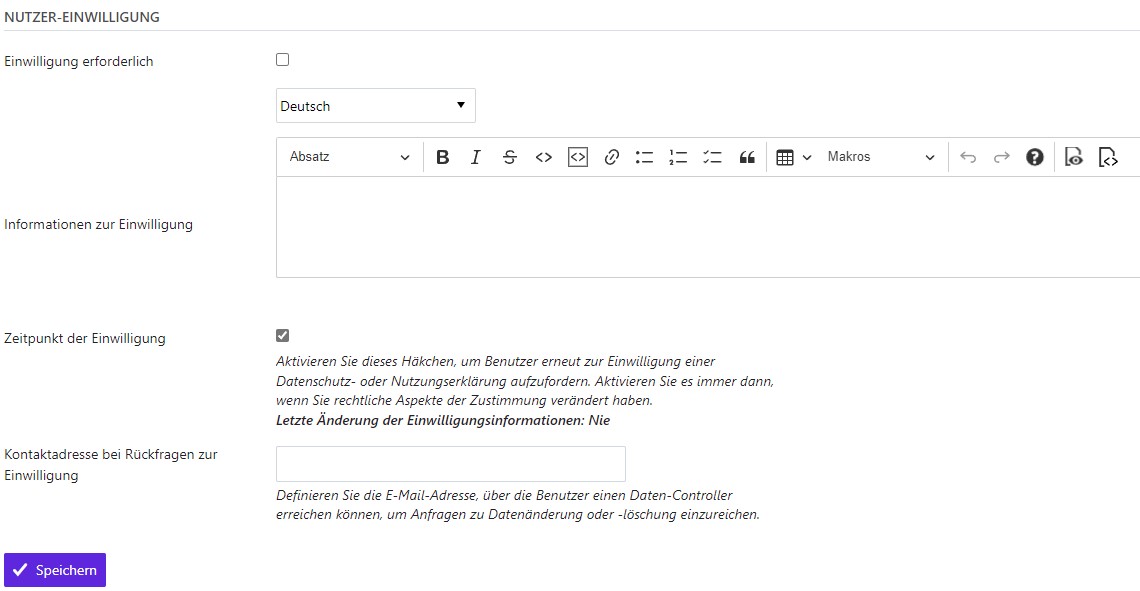 NUTZER-EINWILLIGUNG
Einwilligung erforderlich
Deutsch
Absatz
Makros
Informationen zur Einwilligung
Zeitpunkt der Einwilligung
Aktivieren Sie dieses Häkchen, um Benutzer erneut zur Einwilligung einer
Datenschutz- oder Nutzungserklärung aufzufordern. Aktivieren Sie es immer dann,
wenn Sie rechtliche Aspekte der Zustimmung verändert haben.
Letzte Änderung der Einwilligungsinformationen: Nie
Kontaktadresse bei Rückfragen zur
Einwilligung
Definieren Sie die E-Mail-Adresse, über die Benutzer einen Daten-Controller
erreichen können, um Anfragen zu Datenänderung oder -löschung einzureichen.
Speichern